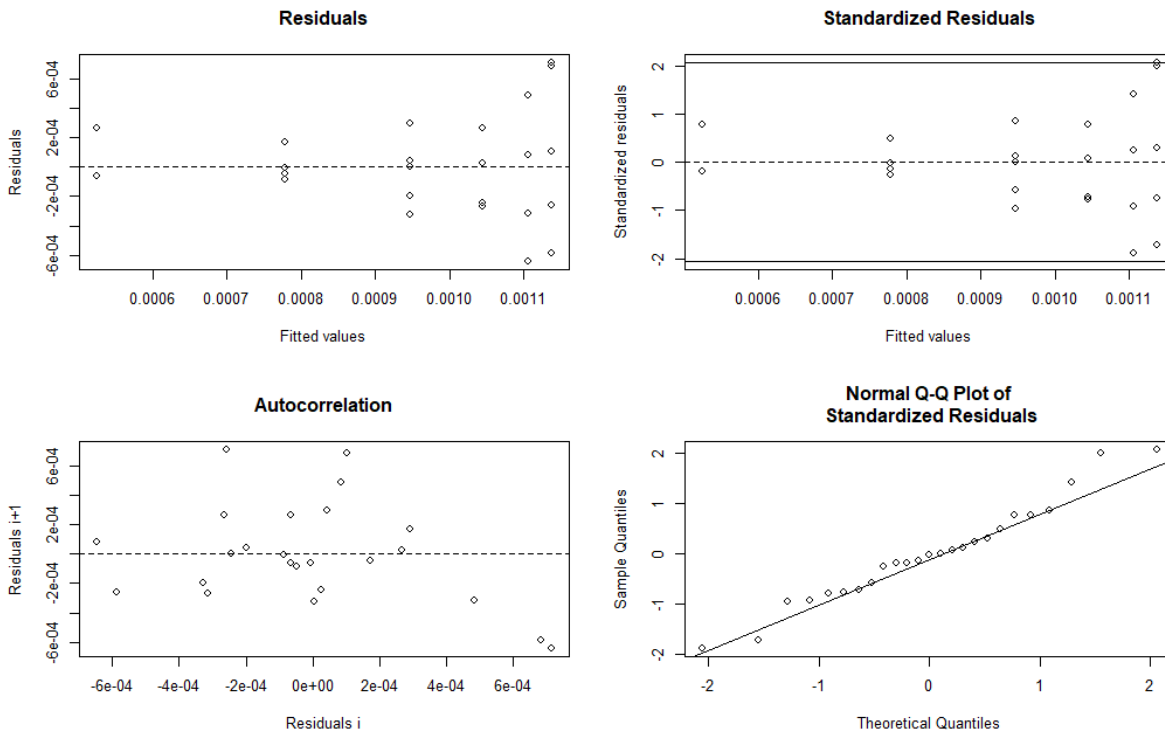 Residuals
Residuals
6e-04
2e-04
-2e-04
-6e-04
0.0006 0.0007 0.0008 0.0009 0.0010 0.0011
Fitted values
Standardized Residuals
Standardized residuals
2
1
0
-1
-2
0.0006 0.0007 0.0008 0.0009 0.0010 0.0011
Fitted values
Autocorrelation
Residuals i+1
6e-04
2e-04
-2e-04
-6e-04
-6e-04 -4e-04 -2e-04 0e+00 2e-04 4e-04 6e-04
Residuals i
Normal Q-Q Plot of
Standardized Residuals
Sample Quantiles
2
1
0
-1
-2
-2 -1 0 1 2
Theoretical Quantiles